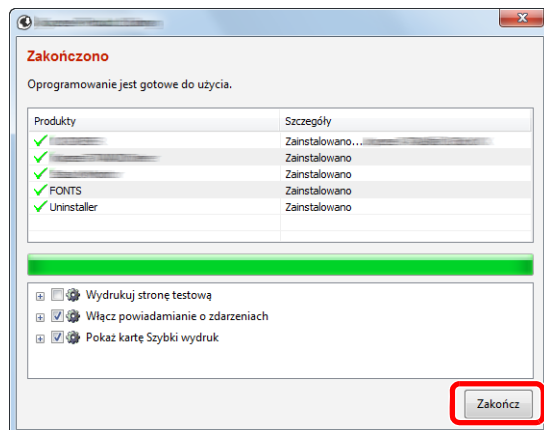 Zakończono
Oprogramowanie jest gotowe do użycia.
Produkty Szczegóły
Zainstalowano...
Zainstalowano
Zainstalowano
FONTS Zainstalowano
Uninstaller Zainstalowano
Wydrukuj stronę testową
Włącz powiadamianie o zdarzeniach
Pokaż kartę Szybki wydruk
Zakończ